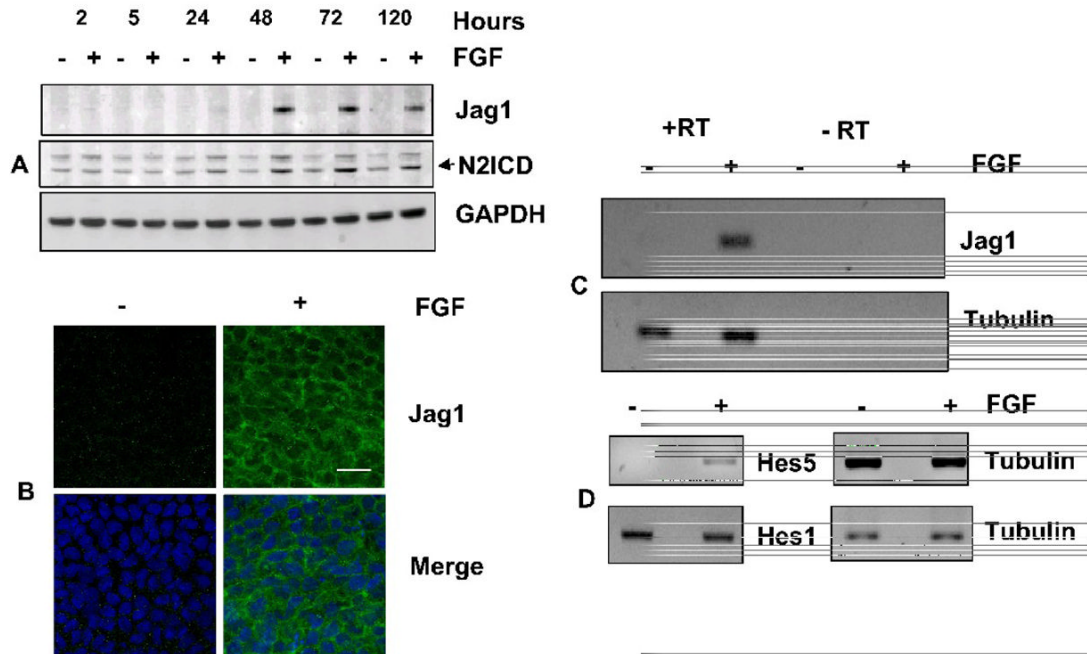 2 5 24 48 72 120 Hours
- + - + - + - + - + - + FGF
Jag1
A N2ICD
GAPDH
- + FGF
Jag1
B
Merge
+RT - RT
- + - + FGF
Jag1
C
Tubulin
- + - + FGF
Hes5 Tubulin
D
Hes1 Tubulin